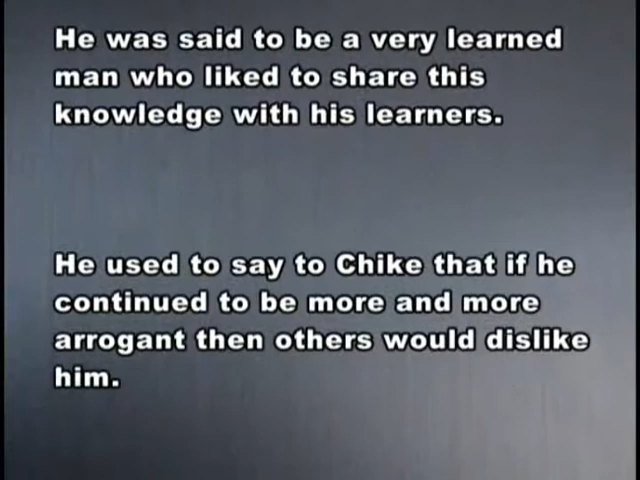 He was said to be a very learned
man who liked to share this
knowledge with his learners.
He used to say to Chike that if he
continued to be more and more
arrogant then others would dislike
him.